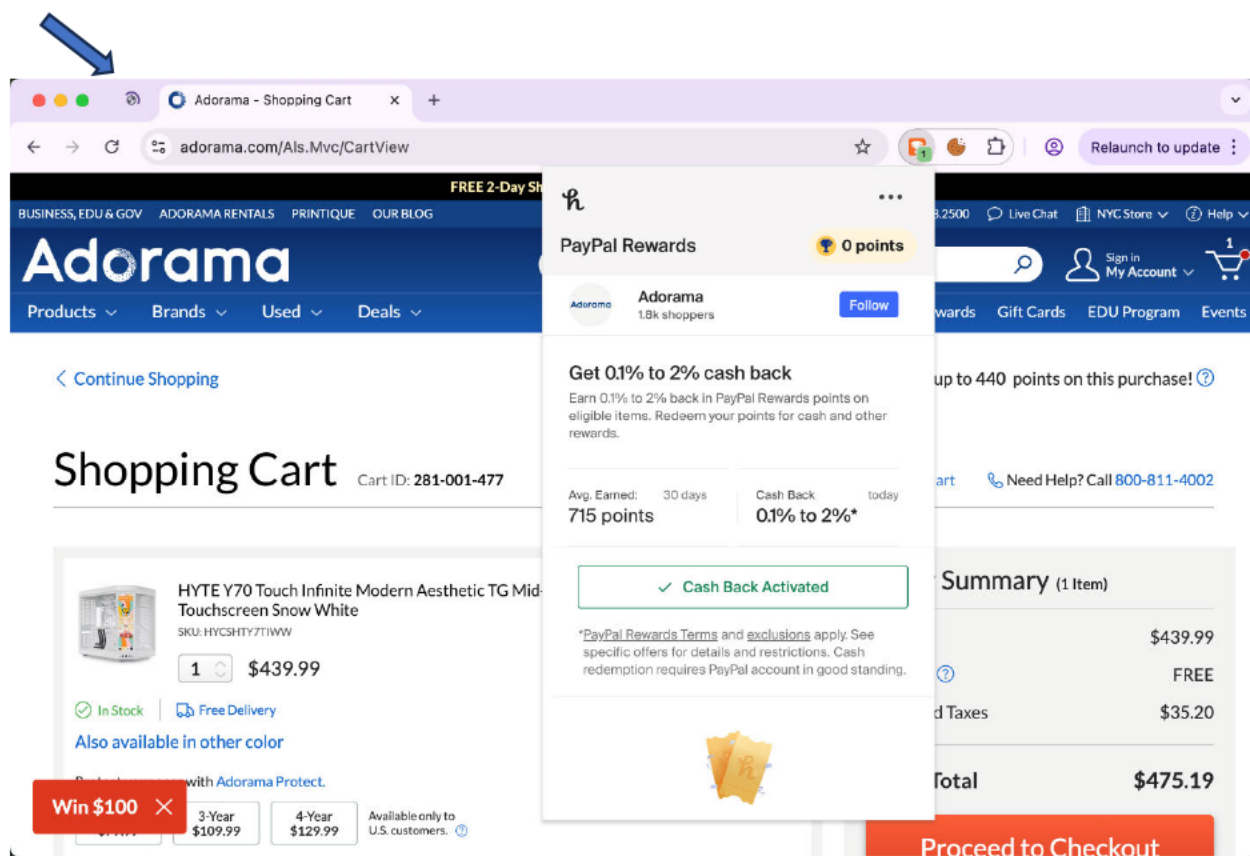 Adorama - Shopping Cart
adorama.com/Als.Mvc/CartView
1
Relaunch to update
FREE 2-Day Sh
BUSINESS, EDU & GOV ADORAMA RENTALS PRINTIQUE OUR BLOG
.2500 Live Chat NYC Store Help
Adorama
Sign in
My Account
1
Products Brands Used Deals
wards Gift Cards EDU Program Events
h
PayPal Rewards
0 points
Adorama
Adorama
1.8k shoppers
Follow
Get 0.1% to 2% cash back
Earn 0.1% to 2% back in PayPal Rewards points on
eligible items. Redeem your points for cash and other
rewards.
Avg. Earned: 30 days
715 points
Cash Back today
0.1% to 2%*
Cash Back Activated
*PayPal Rewards Terms and exclusions apply. See
specific offers for details and restrictions. Cash
redemption requires PayPal account in good standing.
h
Continue Shopping
up to 440 points on this purchase!
Shopping Cart Cart ID: 281-001-477
art Need Help? Call 800-811-4002
HYTE Y70 Touch Infinite Modern Aesthetic TG Mid-
Touchscreen Snow White
SKU: HYCSHTY7TIWW
1 $439.99
In Stock Free Delivery
Also available in other color
with Adorama Protect.
3-Year
$109.99
4-Year
$129.99
Available only to
U.S. customers.
Win $100
Summary (1 Item)
$439.99
FREE
d Taxes $35.20
Total $475.19
Proceed to Checkout